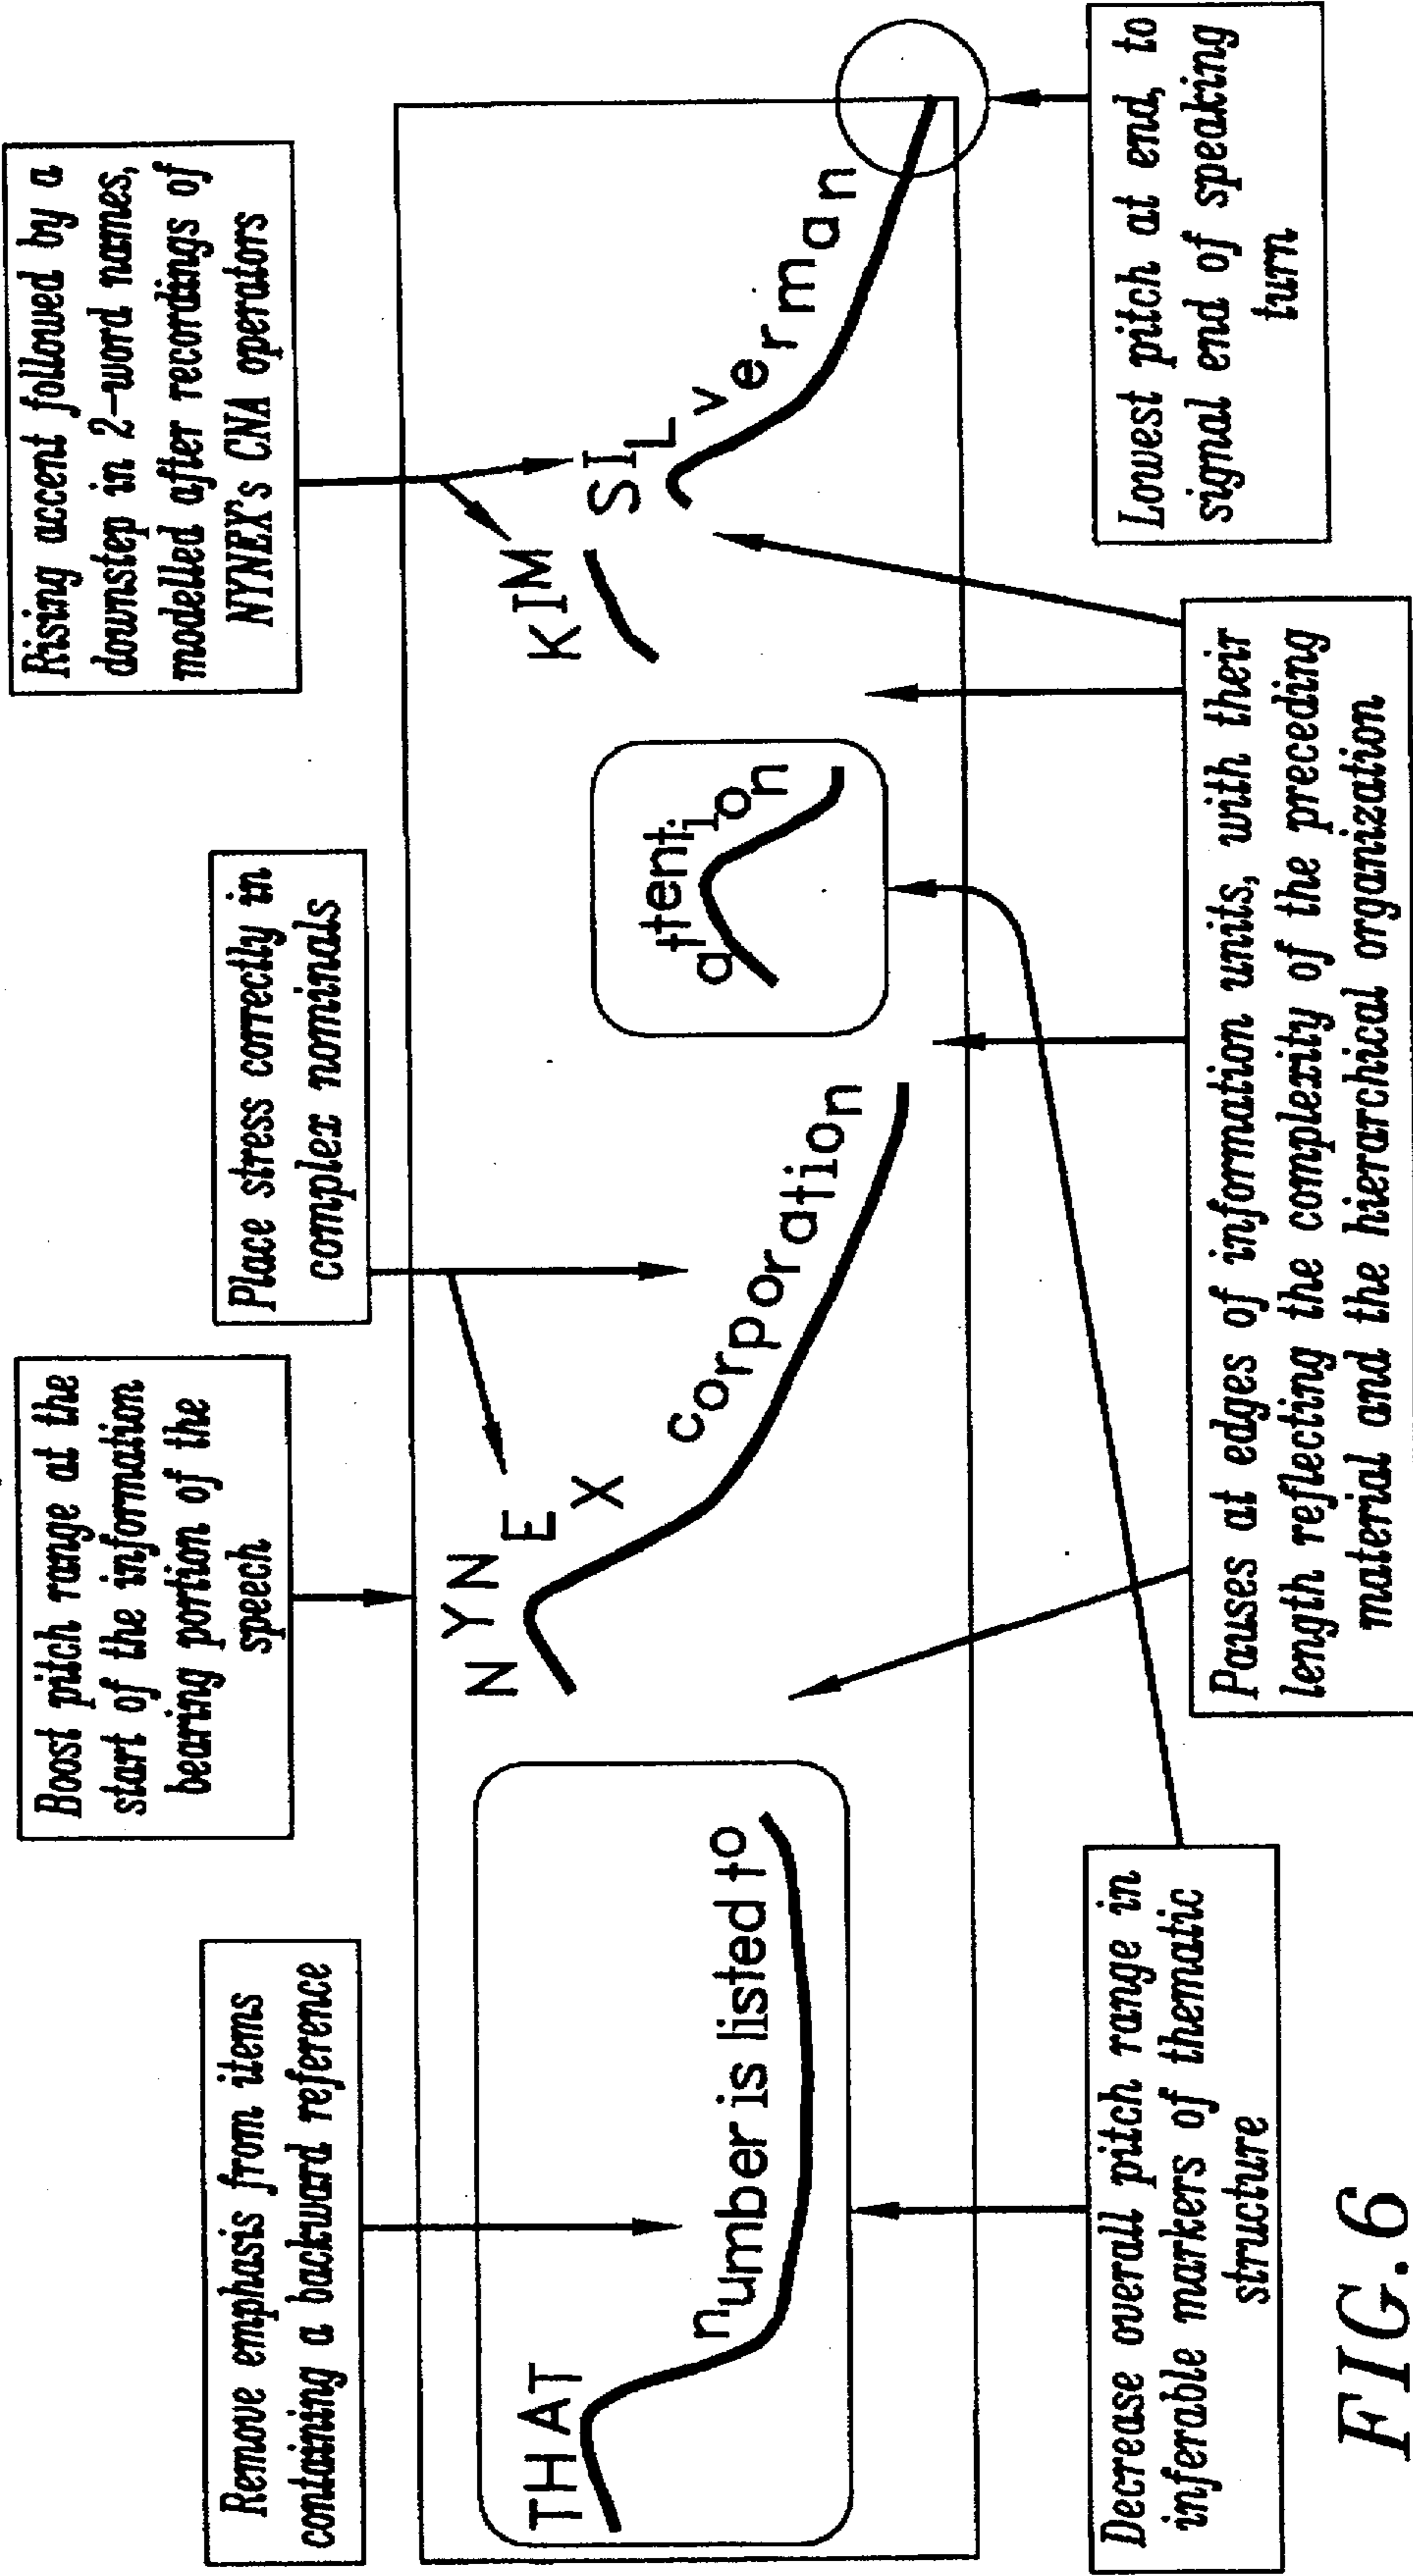 Remove emphasis from items
containing a backward reference
Boost pitch range at the
start of the information
bearing portion of the
speech
Place stress correctly in
complex nominals
Rising accent followed by a
downstep in 2-word names,
modelled after recordings of
NYNEX's CNA operators
THAT number is listed to
NYNEX corporation
attention
KIM SILverman
Decrease overall pitch range in
inferable markers of thematic
structure
Pauses at edges of information units, with their
length reflecting the complexity of the preceding
material and the hierarchical organization
Lowest pitch at end, to
signal end of speaking
turn
FIG.6